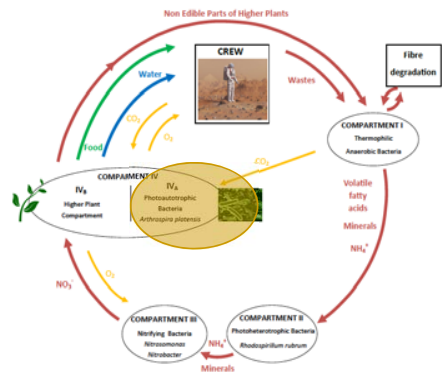 Non Edible Parts of Higher Plants
CREW
Fibre
degradation
Water
Wastes
CO₂
O₂
Food
COMPARTMENT I
Thermophilic
Anaerobic Bacteria
COMPARTMENT IV
IV_B
Higher Plant
Compartment
IV_A
Photoautotrophic
Bacteria
Arthrospira platensis
CO₂
Volatile
fatty
acids
Minerals
NH₄⁺
O₂
NO₃⁻
COMPARTMENT III
Nitrifying Bacteria
Nitrosomonas
Nitrobacter
NH₄⁺
Minerals
COMPARTMENT II
Photoheterotrophic Bacteria
Rhodospirillum rubrum